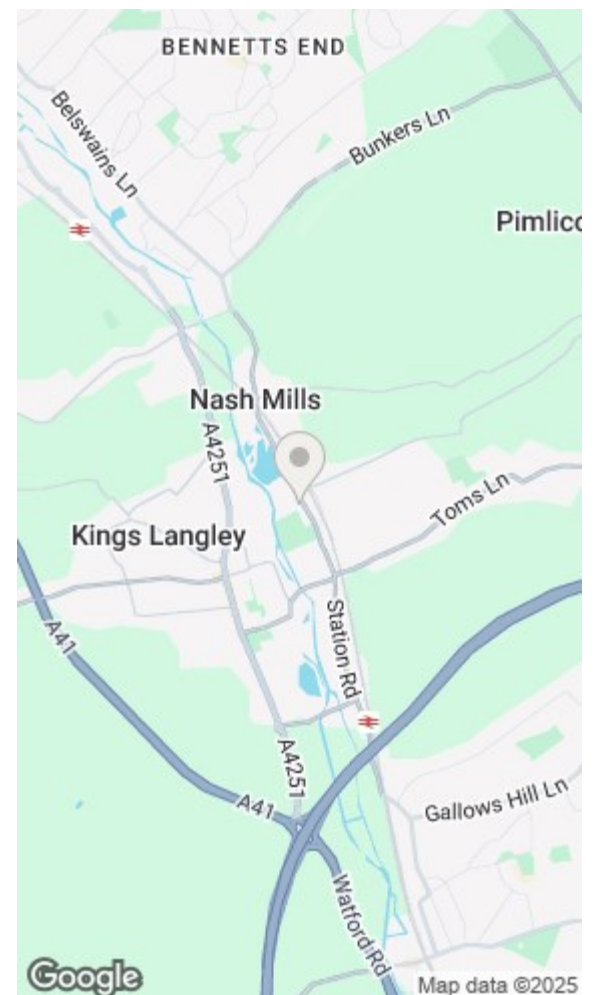 BENNETTS END
Belswains Ln
Bunkers Ln
Nash Mills
A4251
Toms Ln
Kings Langley
Station Rd
A41
A4251
A41
Gallows Hill Ln
Watford Rd
Google
Map data ©2025